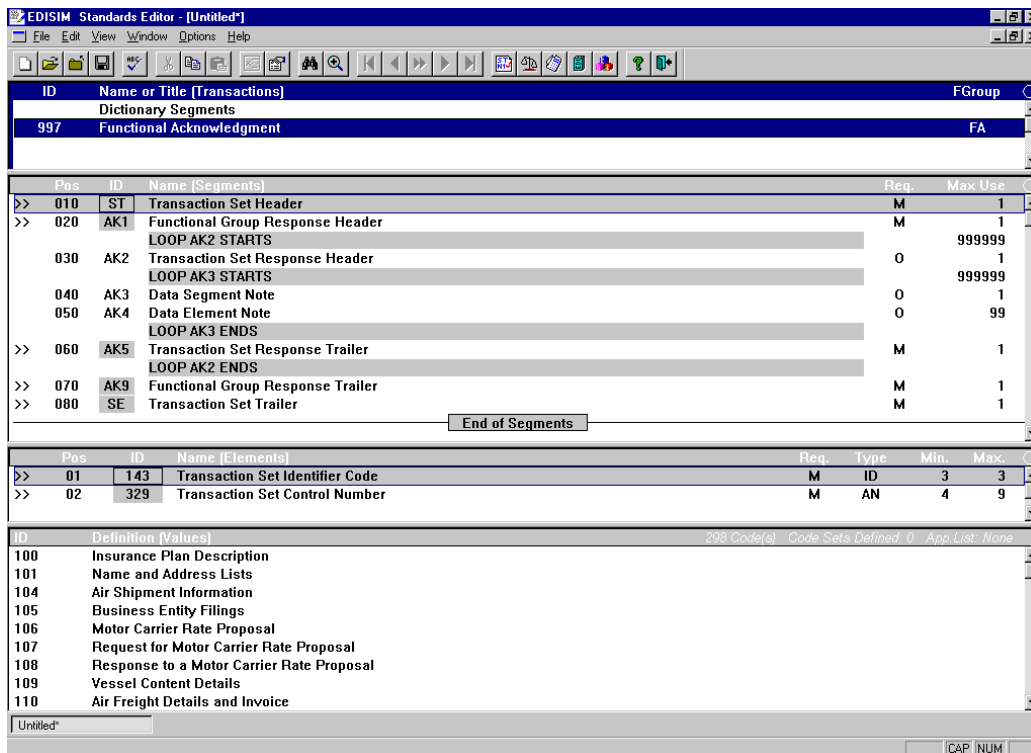 EDISIM Standards Editor - [Untitled*]
File Edit View Window Options Help
ID Name or Title (Transactions) FGroup
Dictionary Segments
997 Functional Acknowledgment FA
Pos ID Name (Segments) Req. Max Use
>> 010 ST Transaction Set Header M 1
>> 020 AK1 Functional Group Response Header M 1
LOOP AK2 STARTS 999999
030 AK2 Transaction Set Response Header O 1
LOOP AK3 STARTS 999999
040 AK3 Data Segment Note O 1
050 AK4 Data Element Note O 99
LOOP AK3 ENDS
>> 060 AK5 Transaction Set Response Trailer M 1
LOOP AK2 ENDS
>> 070 AK9 Functional Group Response Trailer M 1
>> 080 SE Transaction Set Trailer M 1
End of Segments
Pos ID Name (Elements) Req. Type Min. Max.
>> 01 143 Transaction Set Identifier Code M ID 3 3
>> 02 329 Transaction Set Control Number M AN 4 9
ID Definition (Values) 298 Code(s) Code Sets Defined: 0 App.List: None
100 Insurance Plan Description
101 Name and Address Lists
104 Air Shipment Information
105 Business Entity Filings
106 Motor Carrier Rate Proposal
107 Request for Motor Carrier Rate Proposal
108 Response to a Motor Carrier Rate Proposal
109 Vessel Content Details
110 Air Freight Details and Invoice
Untitled*
CAP NUM